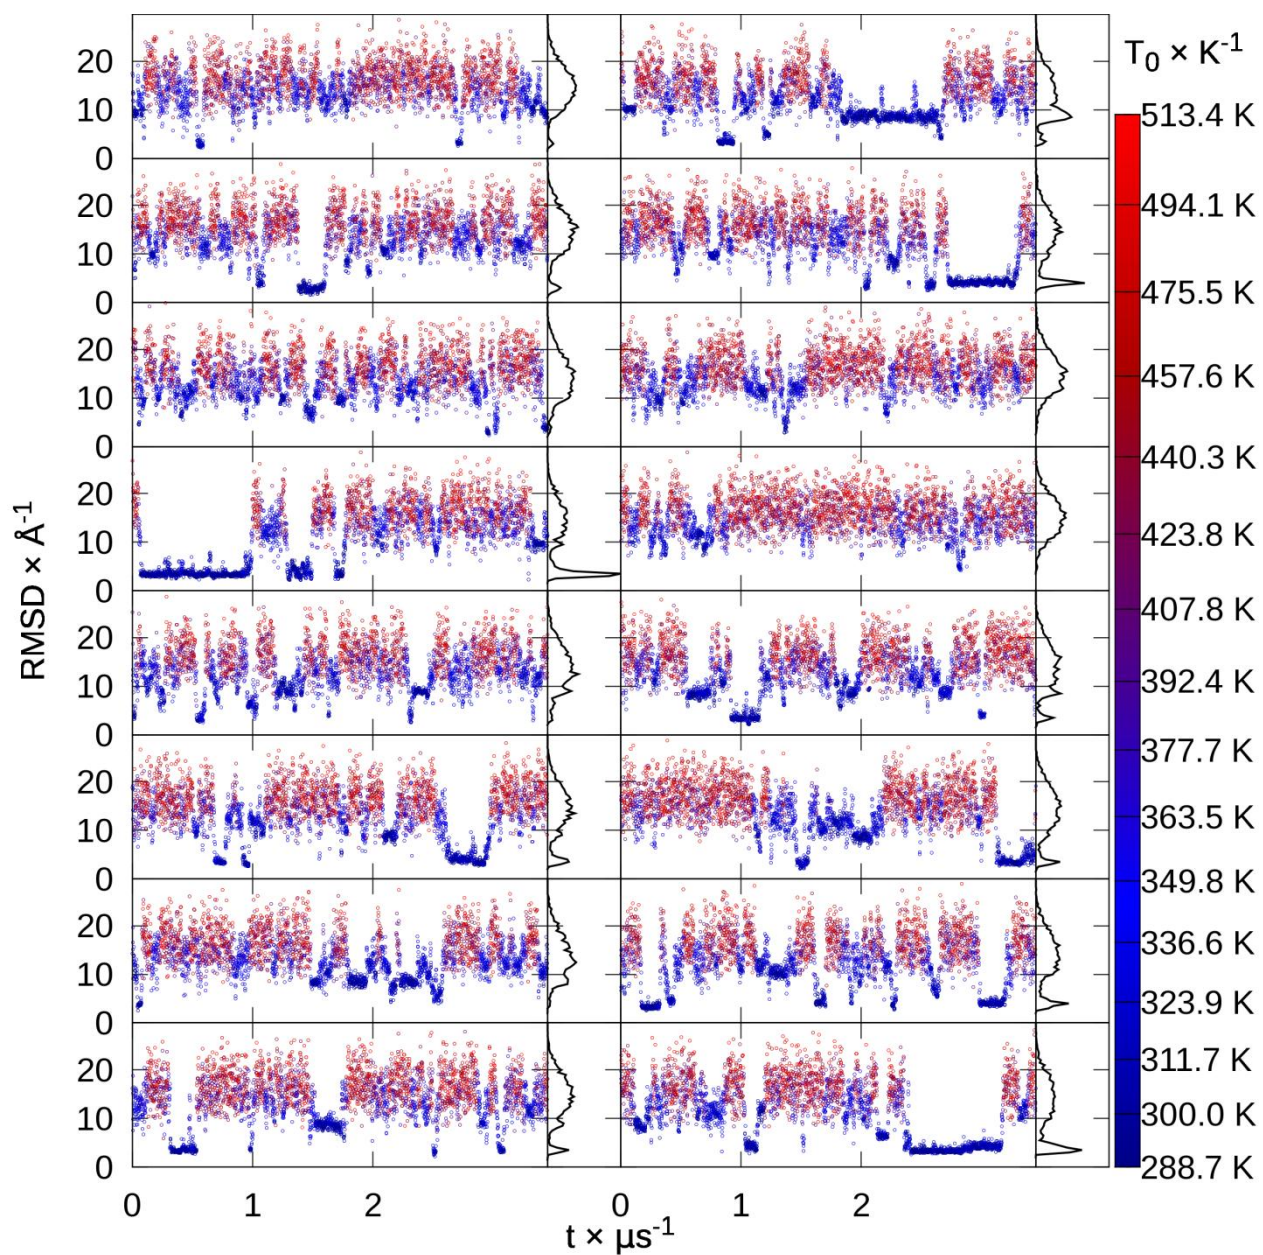 T₀ × K⁻¹
513.4 K
494.1 K
475.5 K
457.6 K
440.3 K
423.8 K
407.8 K
392.4 K
377.7 K
363.5 K
349.8 K
336.6 K
323.9 K
311.7 K
300.0 K
288.7 K
RMSD × Å⁻¹
20
10
0
20
10
0
20
10
0
20
10
0
20
10
0
20
10
0
20
10
0
20
10
0
0 1 2 0 1 2
t × µs⁻¹